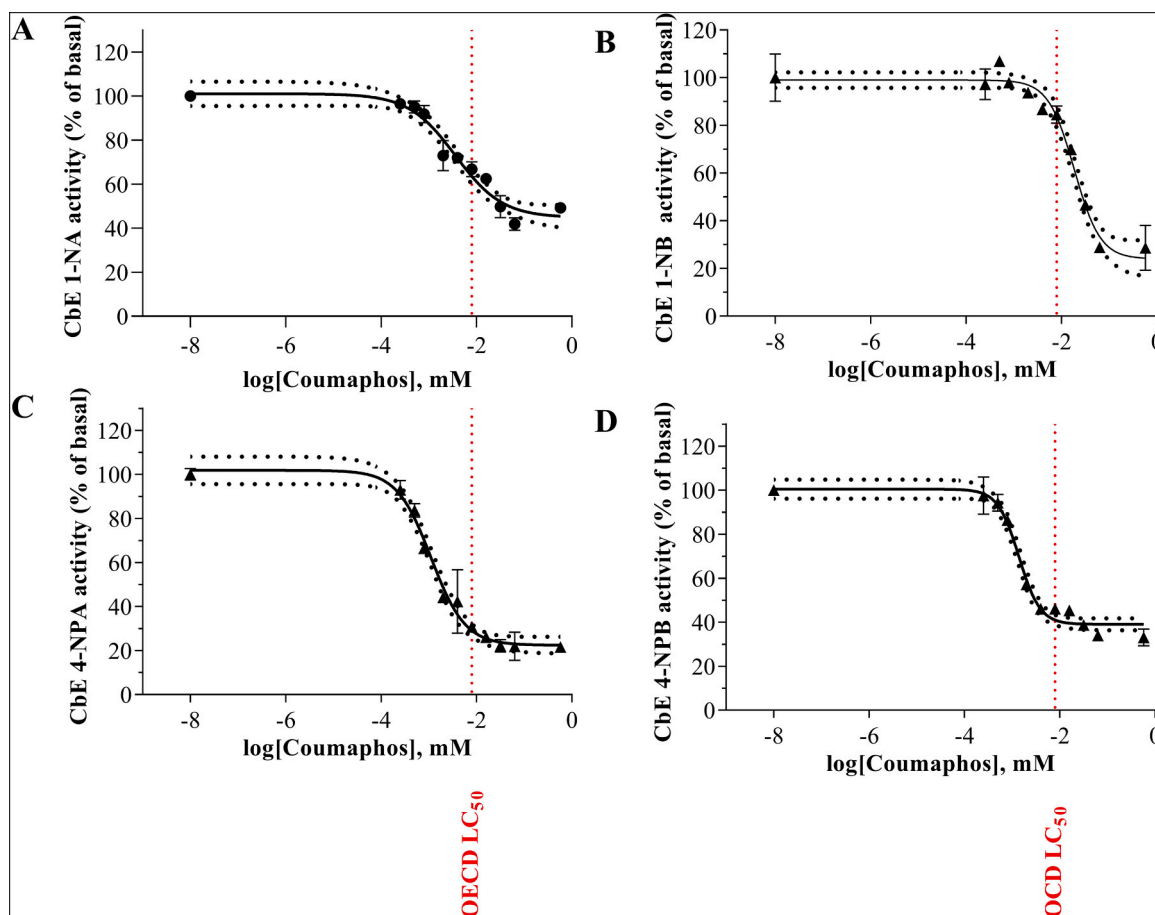 A
CbE 1-NA activity (% of basal)
120
100
80
60
40
20
0
-8 -6 -4 -2 0
log[Coumaphos], mM
B
CbE 1-NB activity (% of basal)
120
100
80
60
40
20
0
-8 -6 -4 -2 0
log[Coumaphos], mM
C
CbE 4-NPA activity (% of basal)
120
100
80
60
40
20
0
-8 -6 -4 -2 0
log[Coumaphos], mM
OECD LC50
D
CbE 4-NPB activity (% of basal)
120
100
80
60
40
20
0
-8 -6 -4 -2 0
log[Coumaphos], mM
OCD LC50